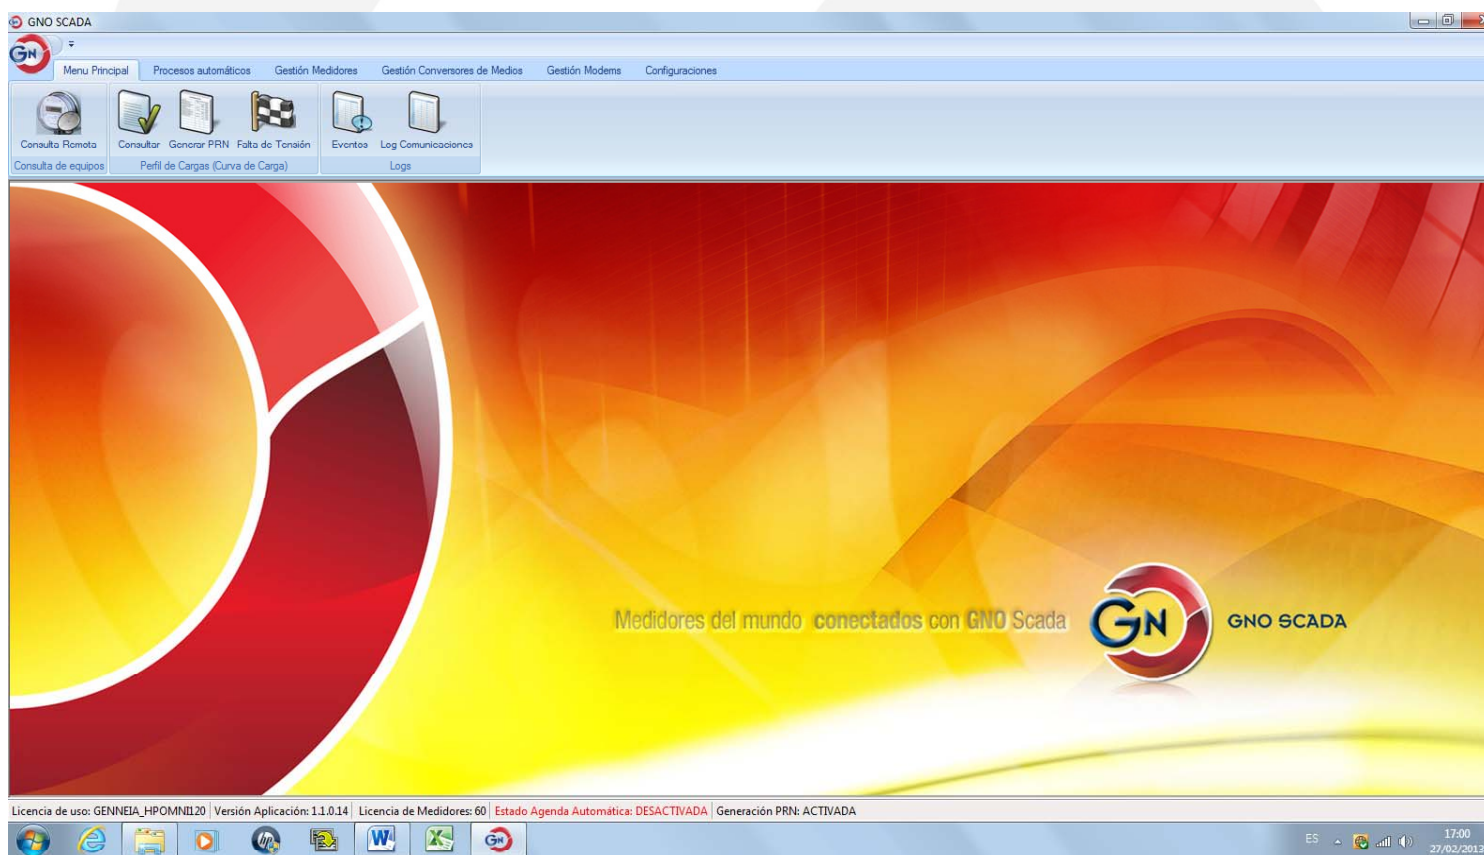 GNO SCADA
GN
Menu Principal Procesos automáticos Gestión Medidores Gestión Conversores de Medios Gestión Modems Configuraciones
Consulta Remota Consultar Generar PRN Falta de Tensión Eventos Log Comunicaciones
Consulta de equipos Perfil de Cargas (Curva de Carga) Logs
Medidores del mundo conectados con GNO Scada GN GNO SCADA
Licencia de uso: GENNEIA_HPOMNI120 Versión Aplicación: 1.1.0.14 Licencia de Medidores: 60 Estado Agenda Automática: DESACTIVADA Generación PRN: ACTIVADA
hp W X GN ES 17:00
27/02/2013